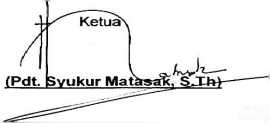 Ketua
(Pdt. Syukur Matasak, S.Th)